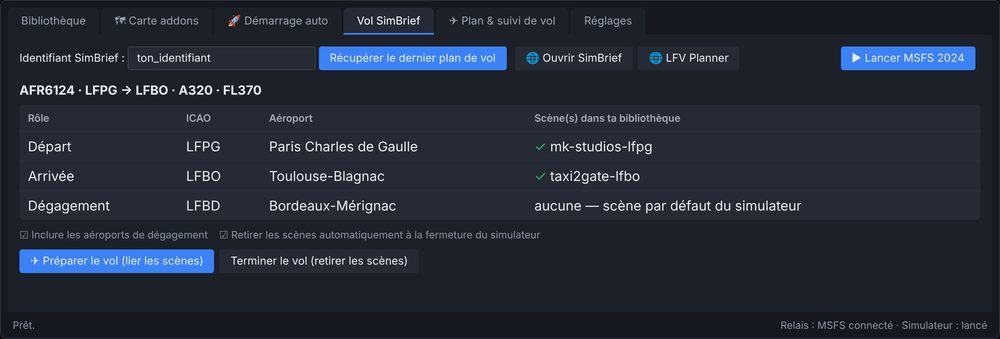 Bibliothèque 🗺 Carte addons 🚀 Démarrage auto Vol SimBrief ✈ Plan & suivi de vol Réglages
Identifiant SimBrief : ton_identifiant Récupérer le dernier plan de vol 🌐 Ouvrir SimBrief 🌐 LFV Planner ▶ Lancer MSFS 2024
AFR6124 · LFPG → LFBO · A320 · FL370
Rôle ICAO Aéroport Scène(s) dans ta bibliothèque
Départ LFPG Paris Charles de Gaulle ✓ mk-studios-lfpg
Arrivée LFBO Toulouse-Blagnac ✓ taxi2gate-lfbo
Dégagement LFBD Bordeaux-Mérignac aucune — scène par défaut du simulateur
☑ Inclure les aéroports de dégagement ☑ Retirer les scènes automatiquement à la fermeture du simulateur
✈ Préparer le vol (lier les scènes) Terminer le vol (retirer les scènes)
Prêt. Relais : MSFS connecté · Simulateur : lancé